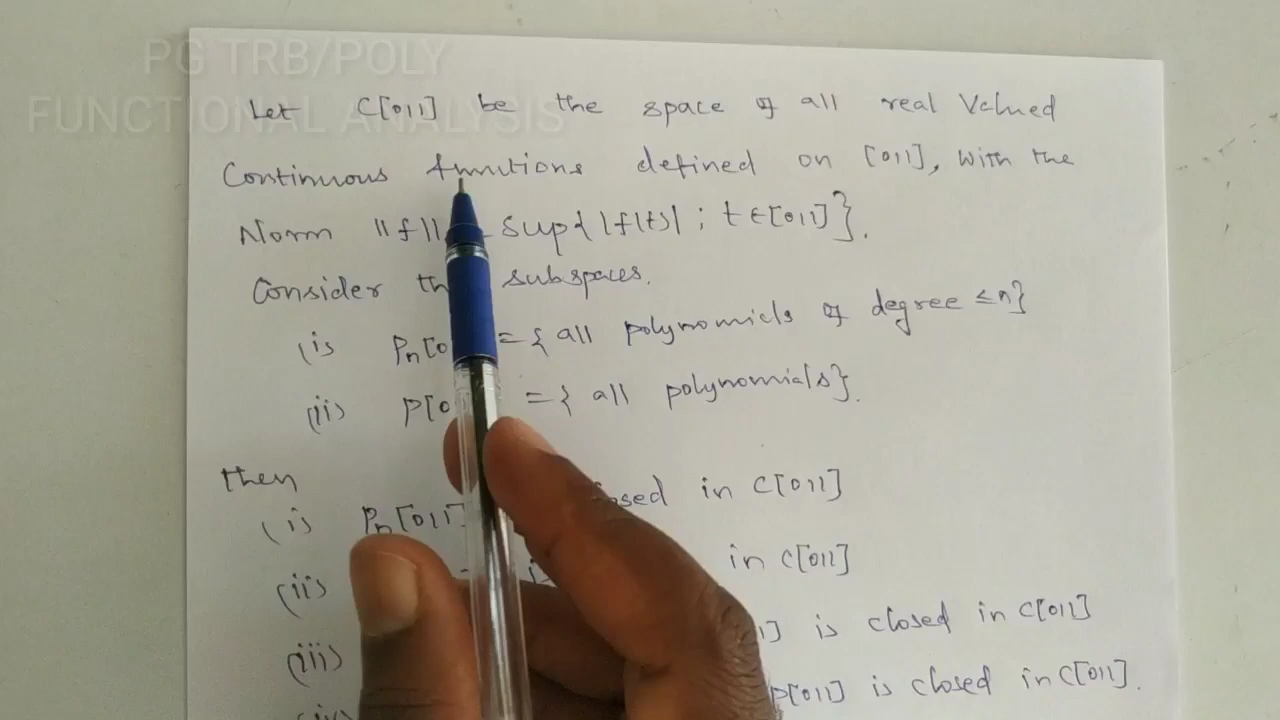 PG TRB/POLY
FUNCTIONAL ANALYSIS
Let C[0,1] be the space of all real Valued
Continuous functions defined on [0,1], with the
Norm ||f|| sup{|f(t)| ; t∈[0,1]}.
Consider subspaces.
(i) Pn[0 = { all polynomials of degree ≤n}
(ii) P[0 = { all polynomials}.
then
(i) Pn[0,1] in C[0,1]
(ii) in C[0,1]
(iii) is closed in C[0,1]
P[0,1] is closed in C[0,1].